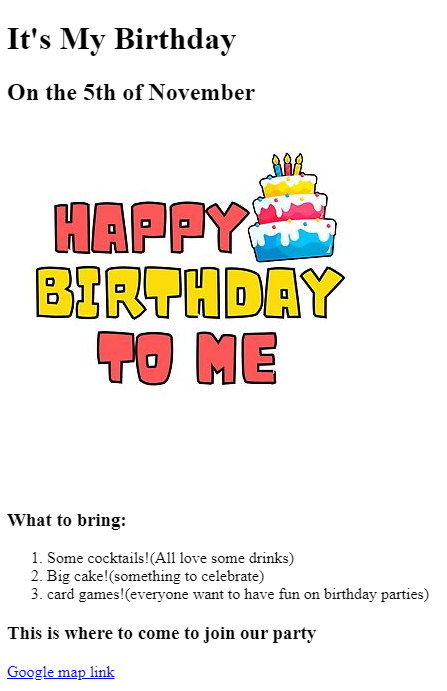 It's My Birthday
On the 5th of November
HAPPY
BIRTHDAY
TO ME
What to bring:
1. Some cocktails!(All love some drinks)
2. Big cake!(something to celebrate)
3. card games!(everyone want to have fun on birthday parties)
This is where to come to join our party
Google map link